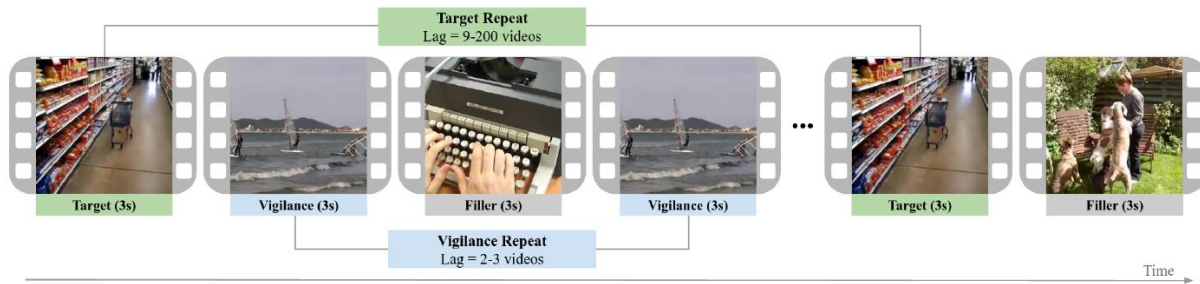 Target Repeat
Lag = 9-200 videos
Target (3s)
Vigilance (3s)
Filler (3s)
Vigilance (3s)
...
Target (3s)
Filler (3s)
Vigilance Repeat
Lag = 2-3 videos
Time